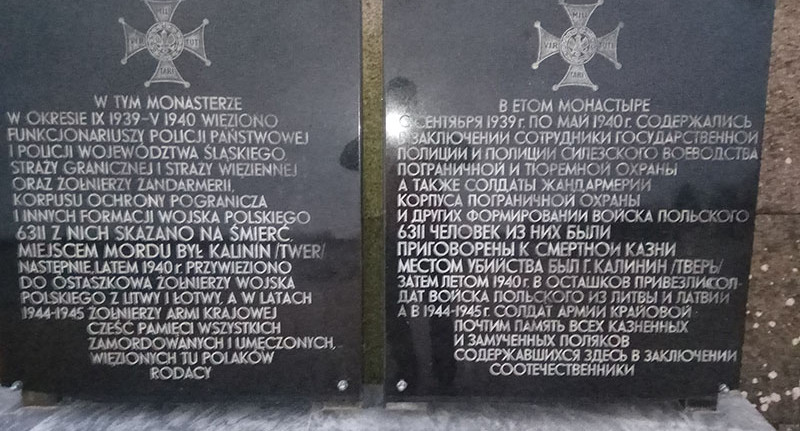 VIRTUTI
MILITARI
W TYM MONASTERZE
W OKRESIE IX 1939-V 1940 WIĘZIONO
FUNKCJONARIUSZY POLICJI PAŃSTWOWEJ
I POLICJI WOJEWÓDZTWA ŚLĄSKIEGO
STRAŻY GRANICZNEJ I STRAŻY WIĘZIENNEJ
ORAZ ŻOŁNIERZY ŻANDARMERII,
KORPUSU OCHRONY POGRANICZA
I INNYCH FORMACJI WOJSKA POLSKIEGO
6311 Z NICH SKAZANO NA ŚMIERĆ,
MIEJSCEM MORDU BYŁ KALININ /TWER/
NASTĘPNIE, LATEM 1940 r. PRZYWIEZIONO
DO OSTASZKOWA ŻOŁNIERZY WOJSKA
POLSKIEGO Z LITWY I ŁOTWY, A W LATACH
1944-1945 ŻOŁNIERZY ARMI KRAJOWEJ
CZEŚĆ PAMIĘCI WSZYSTKICH
ZAMORDOWANYCH I UMĘCZONYCH,
WIĘZIONYCH TU POLAKÓW
RODACY
VIRTUTI
MILITARI
В ЕТОМ МОНАСТЫРЕ
С СЕНТЯБРЯ 1939 г. ПО МАЙ 1940 г. СОДЕРЖАЛИСЬ
В ЗАКЛЮЧЕНИИ СОТРУДНИКИ ГОСУДАРСТВЕННОЙ
ПОЛИЦИИ И ПОЛИЦИИ СИЛЕЗСКОГО ВОЕВОДСТВА
ПОГРАНИЧНОЙ И ТЮРЕМНОЙ ОХРАНЫ
А ТАКЖЕ СОЛДАТЫ ЖАНДАРМЕРИИ
КОРПУСА ПОГРАНИЧНОЙ ОХРАНЫ
И ДРУГИХ ФОРМИРОВАНИИ ВОЙСКА ПОЛЬСКОГО
6311 ЧЕЛОВЕК ИЗ НИХ БЫЛИ
ПРИГОВОРЕНЫ К СМЕРТНОЙ КАЗНИ
МЕСТОМ УБИЙСТВА БЫЛ Г. КАЛИНИН /ТВЕРЬ/
ЗАТЕМ ЛЕТОМ 1940 г. В ОСТАШКОВ ПРИВЕЗЛИ СОЛ-
ДАТ ВОЙСКА ПОЛЬСКОГО ИЗ ЛИТВЫ И ЛАТВИИ
А В 1944-1945 г. СОЛДАТ АРМИИ КРАЙОВОЙ
ПОЧТИМ ПАМЯТЬ ВСЕХ КАЗНЕННЫХ
И ЗАМУЧЕННЫХ ПОЛЯКОВ
СОДЕРЖАВШИХСЯ ЗДЕСЬ В ЗАКЛЮЧЕНИИ
СООТЕЧЕСТВЕННИКИ